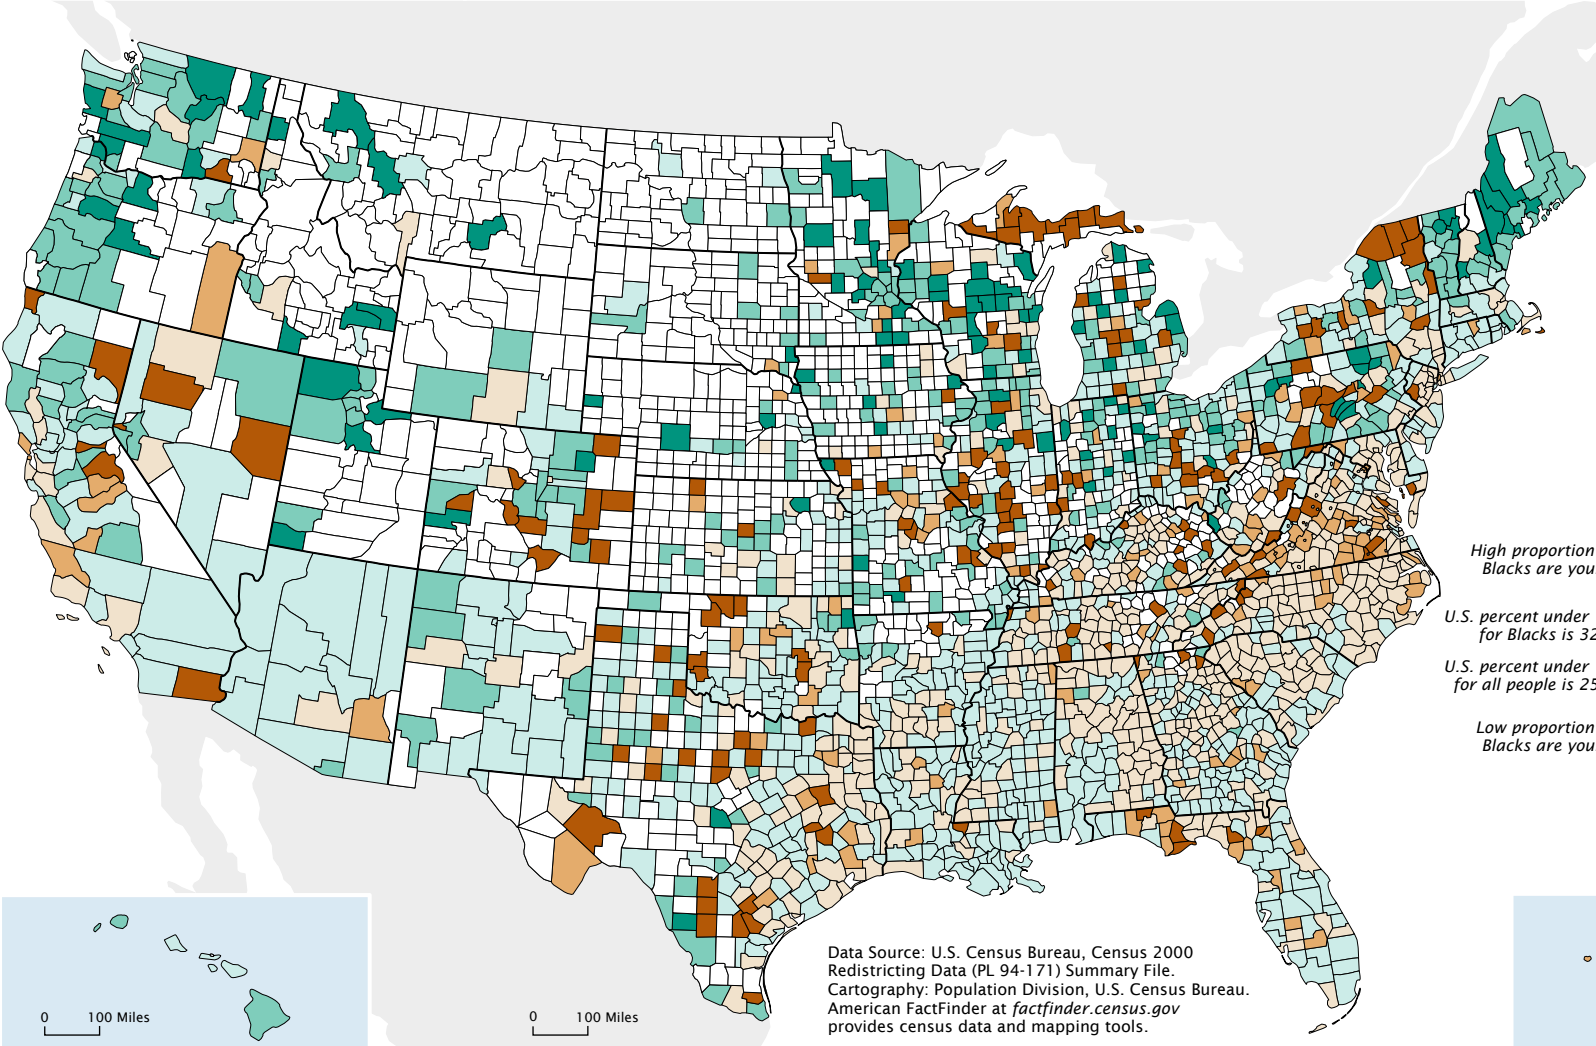 High proportion
Blacks are you
U.S. percent under
for Blacks is 32
U.S. percent under
for all people is 25
Low proportion
Blacks are you
Data Source: U.S. Census Bureau, Census 2000
Redistricting Data (PL 94-171) Summary File.
Cartography: Population Division, U.S. Census Bureau.
American FactFinder at factfinder.census.gov
provides census data and mapping tools.
0 100 Miles
0 100 Miles